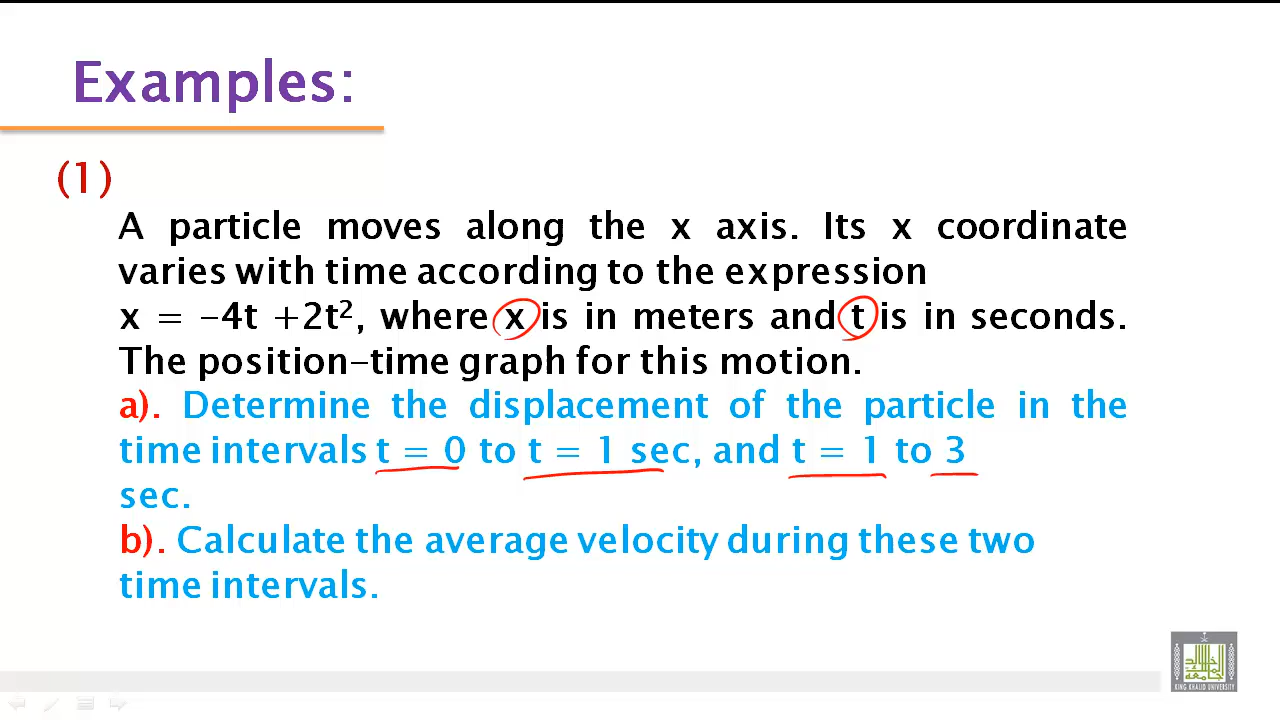 Examples:
(1)
A particle moves along the x axis. Its x coordinate
varies with time according to the expression
x = -4t +2t², where x is in meters and t is in seconds.
The position-time graph for this motion.
a). Determine the displacement of the particle in the
time intervals t = 0 to t = 1 sec, and t = 1 to 3
sec.
b). Calculate the average velocity during these two
time intervals.
KING KHALID UNIVERSITY